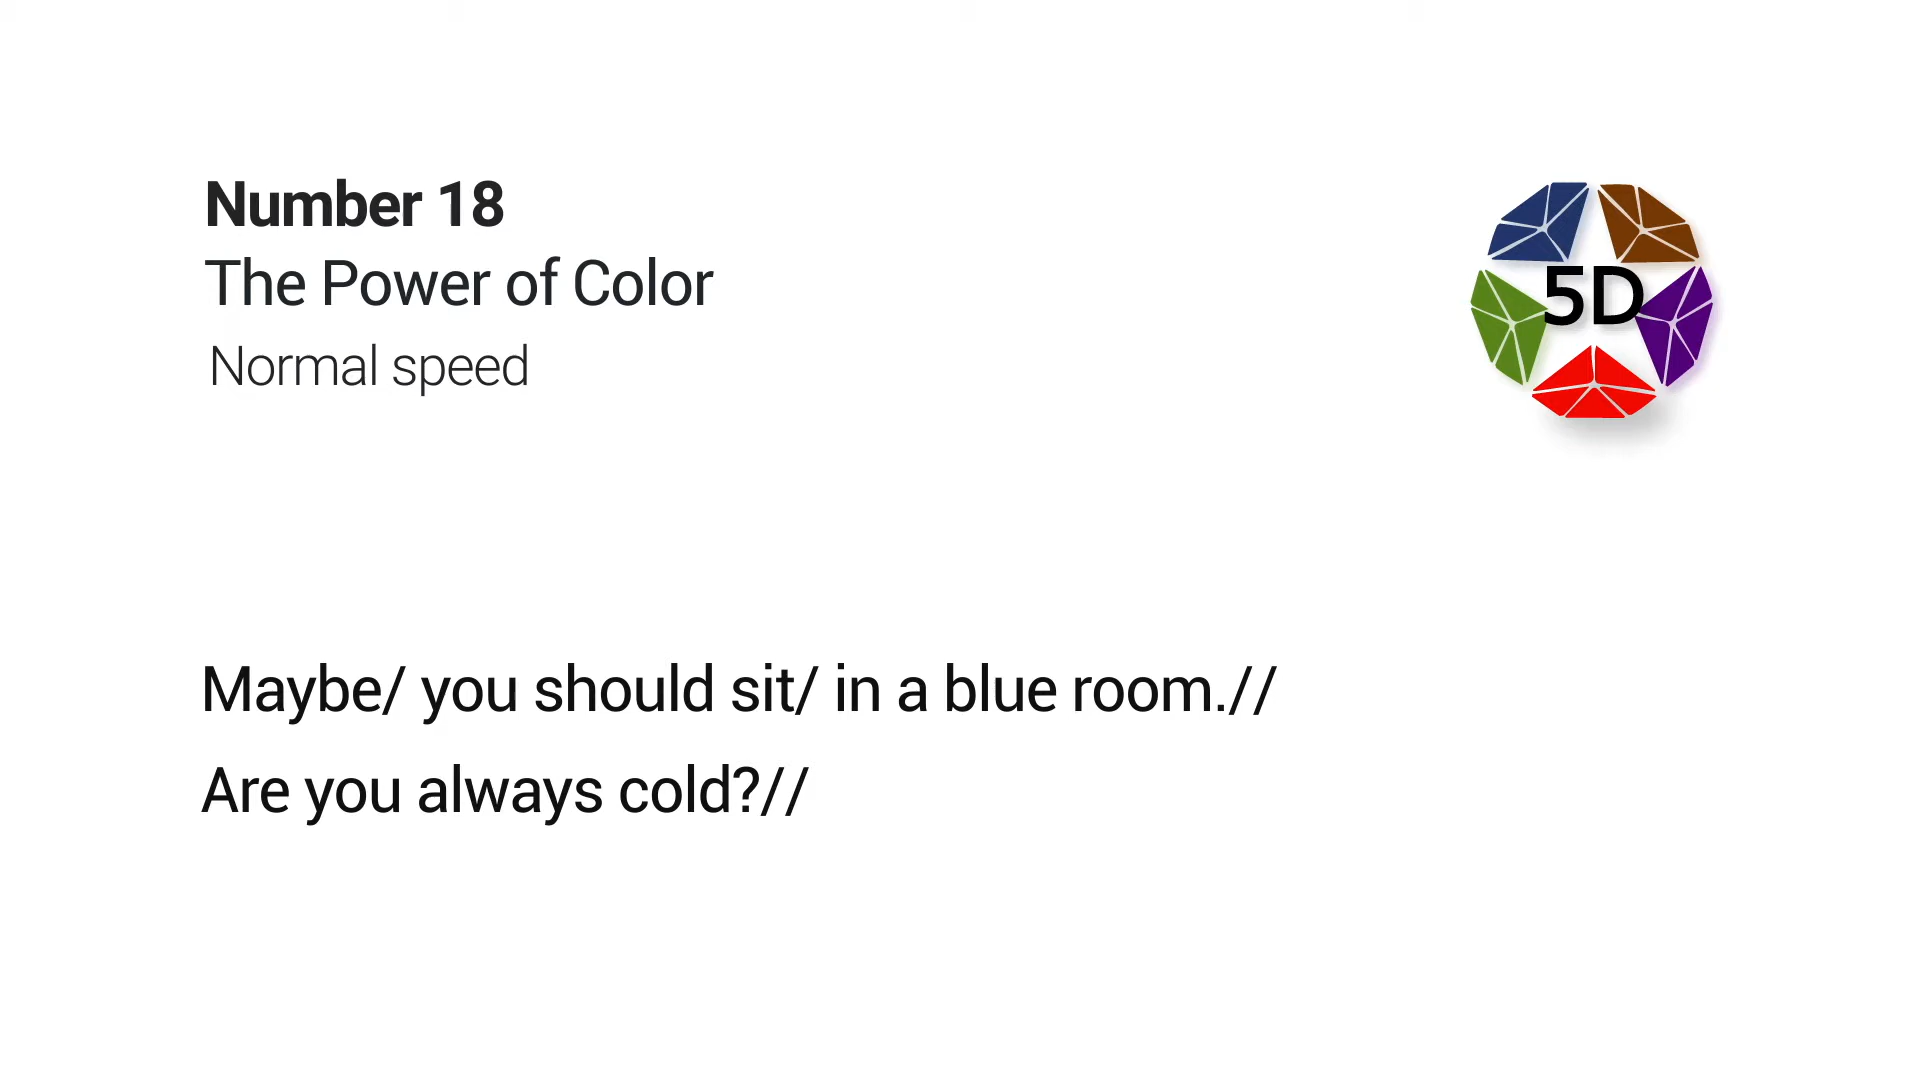 Number 18
The Power of Color
Normal speed
5D
Maybe/ you should sit/ in a blue room.//
Are you always cold?//